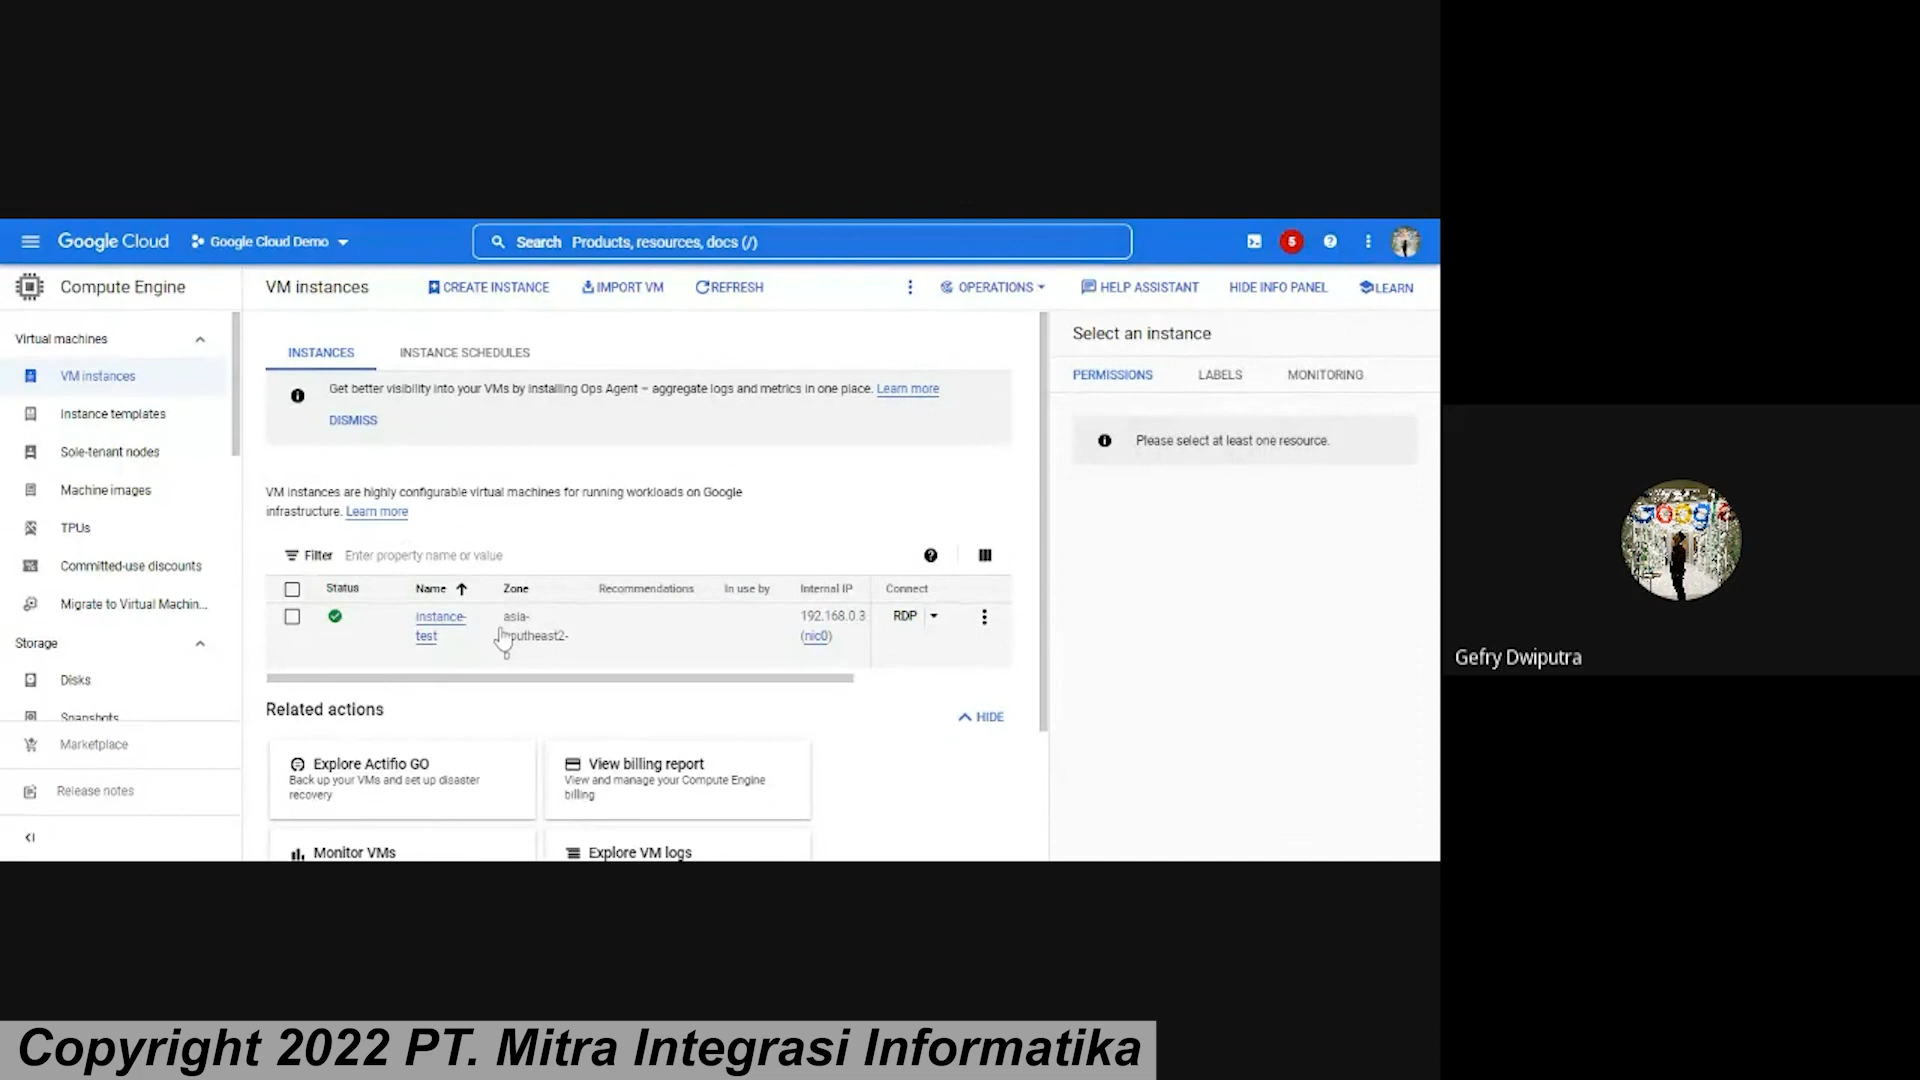 Google Cloud
Google Cloud Demo
Search Products, resources, docs (/)
5
Compute Engine
VM instances
CREATE INSTANCE
IMPORT VM
REFRESH
OPERATIONS
HELP ASSISTANT
HIDE INFO PANEL
LEARN
Virtual machines
VM instances
Instance templates
Sole-tenant nodes
Machine images
TPUs
Committed-use discounts
Migrate to Virtual Machin...
Storage
Disks
Snapshots
Marketplace
Release notes
INSTANCES
INSTANCE SCHEDULES
Get better visibility into your VMs by installing Ops Agent – aggregate logs and metrics in one place. Learn more
DISMISS
VM instances are highly configurable virtual machines for running workloads on Google
infrastructure. Learn more
Filter Enter property name or value
Status Name Zone Recommendations In use by Internal IP Connect
instance- asia- 192.168.0.3 RDP
test (nic0)
Related actions
HIDE
Explore Actifio GO
Back up your VMs and set up disaster
recovery
View billing report
View and manage your Compute Engine
billing
Monitor VMs
Explore VM logs
Select an instance
PERMISSIONS
LABELS
MONITORING
Please select at least one resource.
Google
Gefry Dwiputra
Copyright 2022 PT. Mitra Integrasi Informatika